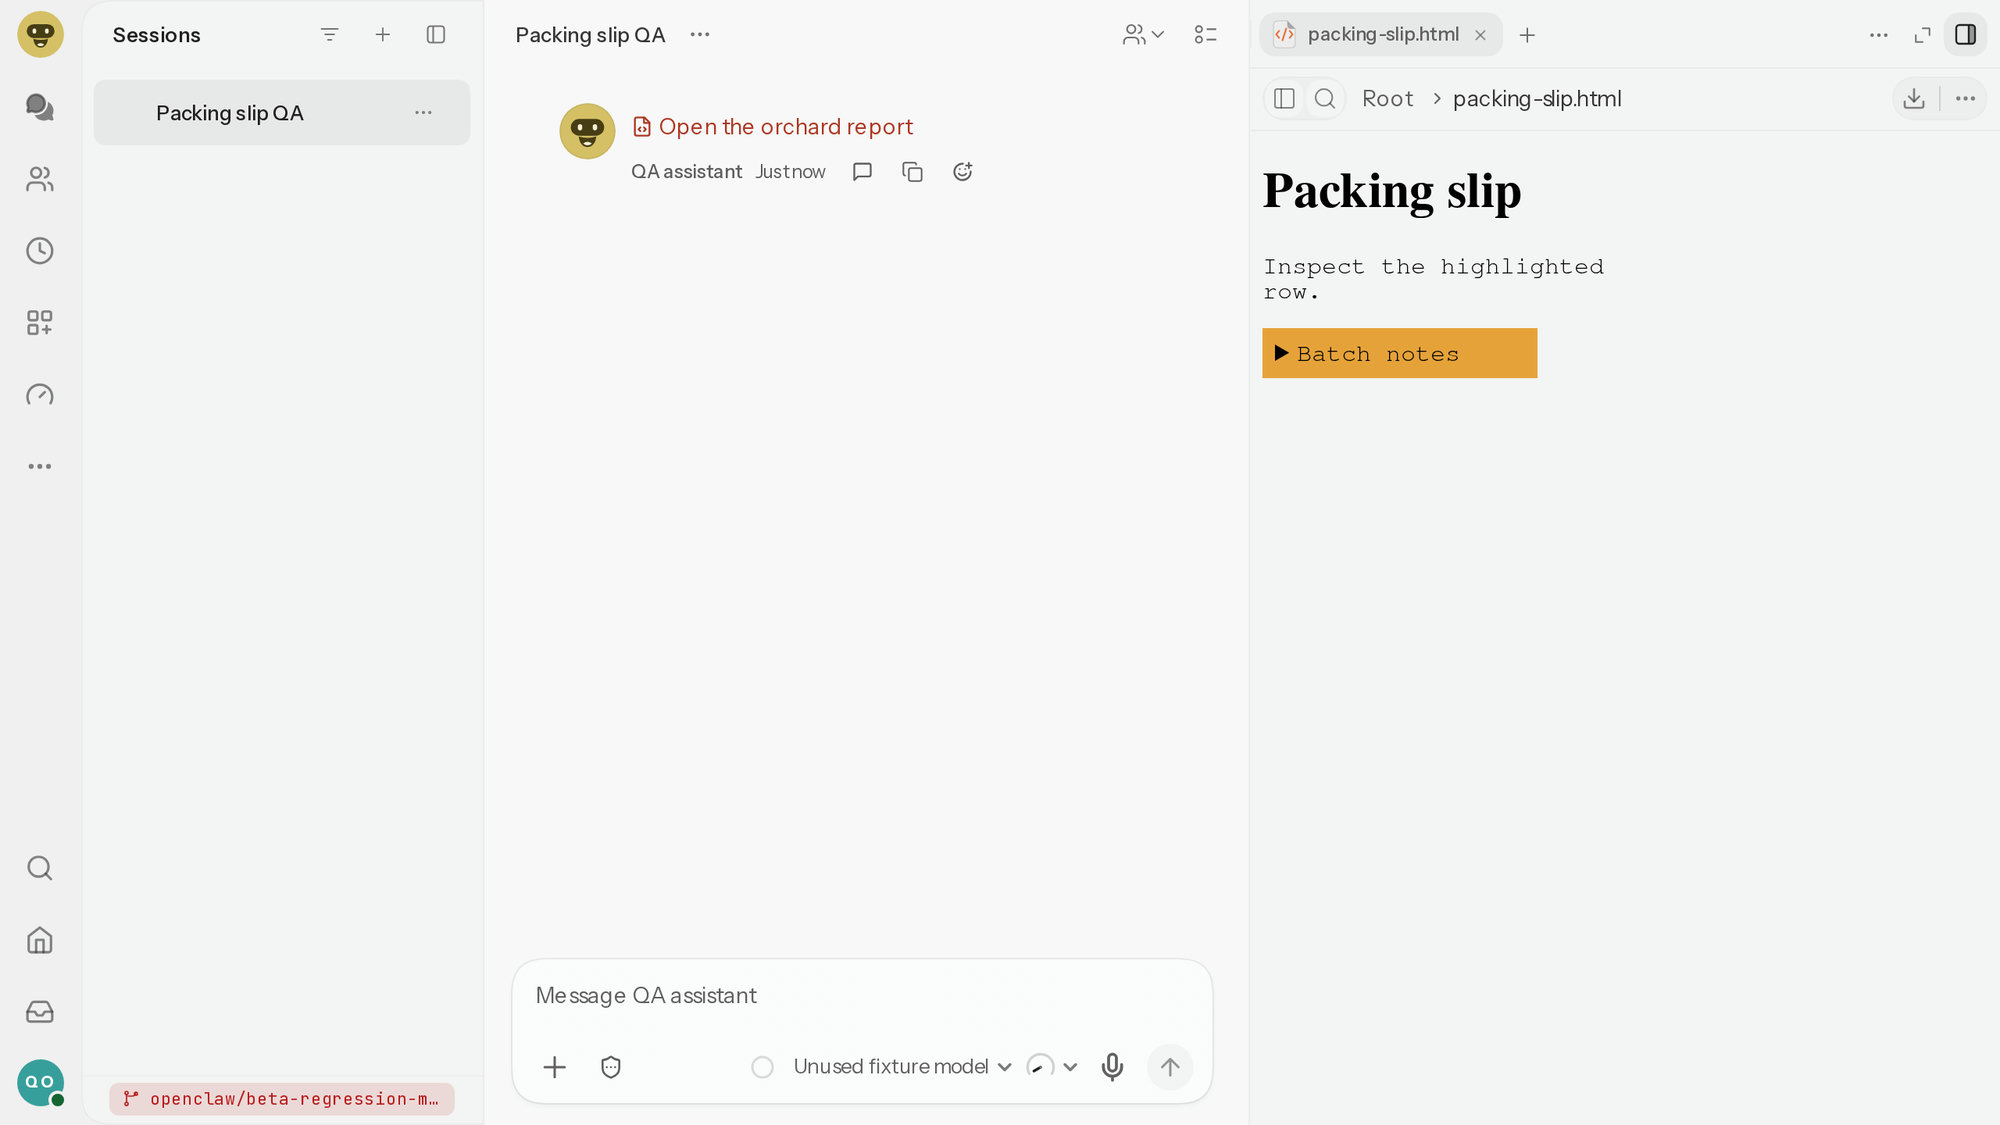 Sessions
Packing slip QA
openclaw/beta-regression-m…
QO
Packing slip QA
Open the orchard report
QA assistant Just now
Message QA assistant
Unused fixture model
packing-slip.html
Root > packing-slip.html
Packing slip
Inspect the highlighted
row.
Batch notes